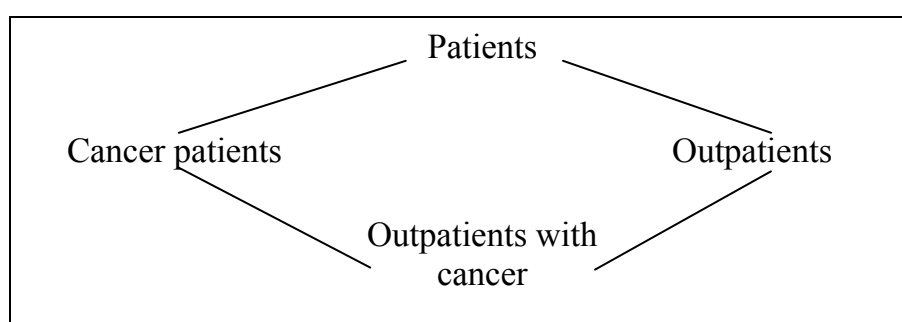 Patients
Cancer patients
Outpatients
Outpatients with
cancer